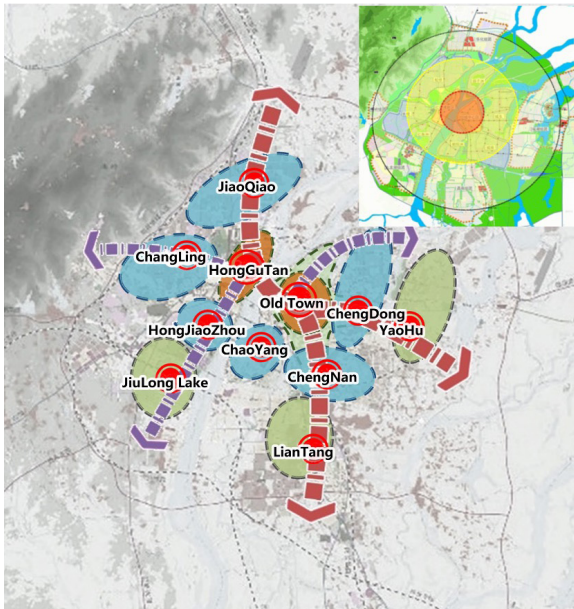 JiaoQiao
ChangLing
HongGuTan
Old Town
ChengDong
YaoHu
HongJiaoZhou
ChaoYang
ChengNan
JiuLong Lake
LianTang